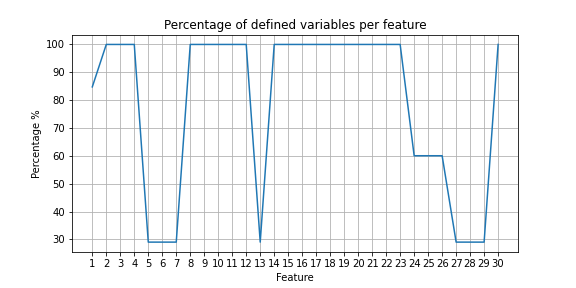 Percentage of defined variables per feature
Percentage %
100
90
80
70
60
50
40
30
1 2 3 4 5 6 7 8 9 10 11 12 13 14 15 16 17 18 19 20 21 22 23 24 25 26 27 28 29 30
Feature